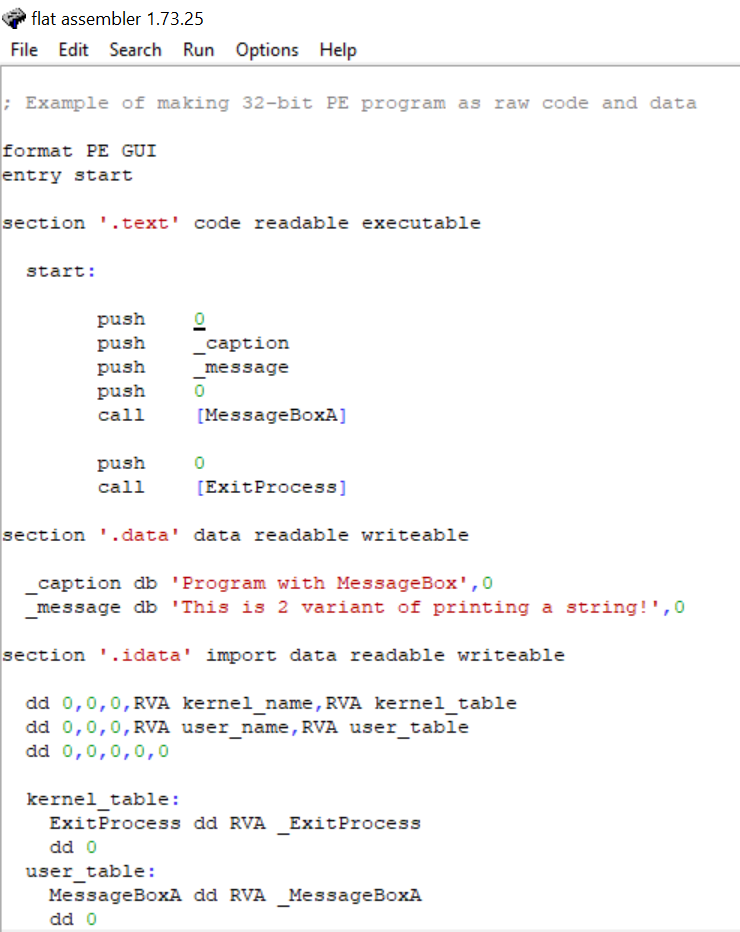 flat assembler 1.73.25
File Edit Search Run Options Help
; Example of making 32-bit PE program as raw code and data
format PE GUI
entry start
section '.text' code readable executable
start:
push 0
push _caption
push _message
push 0
call [MessageBoxA]
push 0
call [ExitProcess]
section '.data' data readable writeable
_caption db 'Program with MessageBox',0
_message db 'This is 2 variant of printing a string!',0
section '.idata' import data readable writeable
dd 0,0,0,RVA kernel_name,RVA kernel_table
dd 0,0,0,RVA user_name,RVA user_table
dd 0,0,0,0,0
kernel_table:
ExitProcess dd RVA _ExitProcess
dd 0
user_table:
MessageBoxA dd RVA _MessageBoxA
dd 0